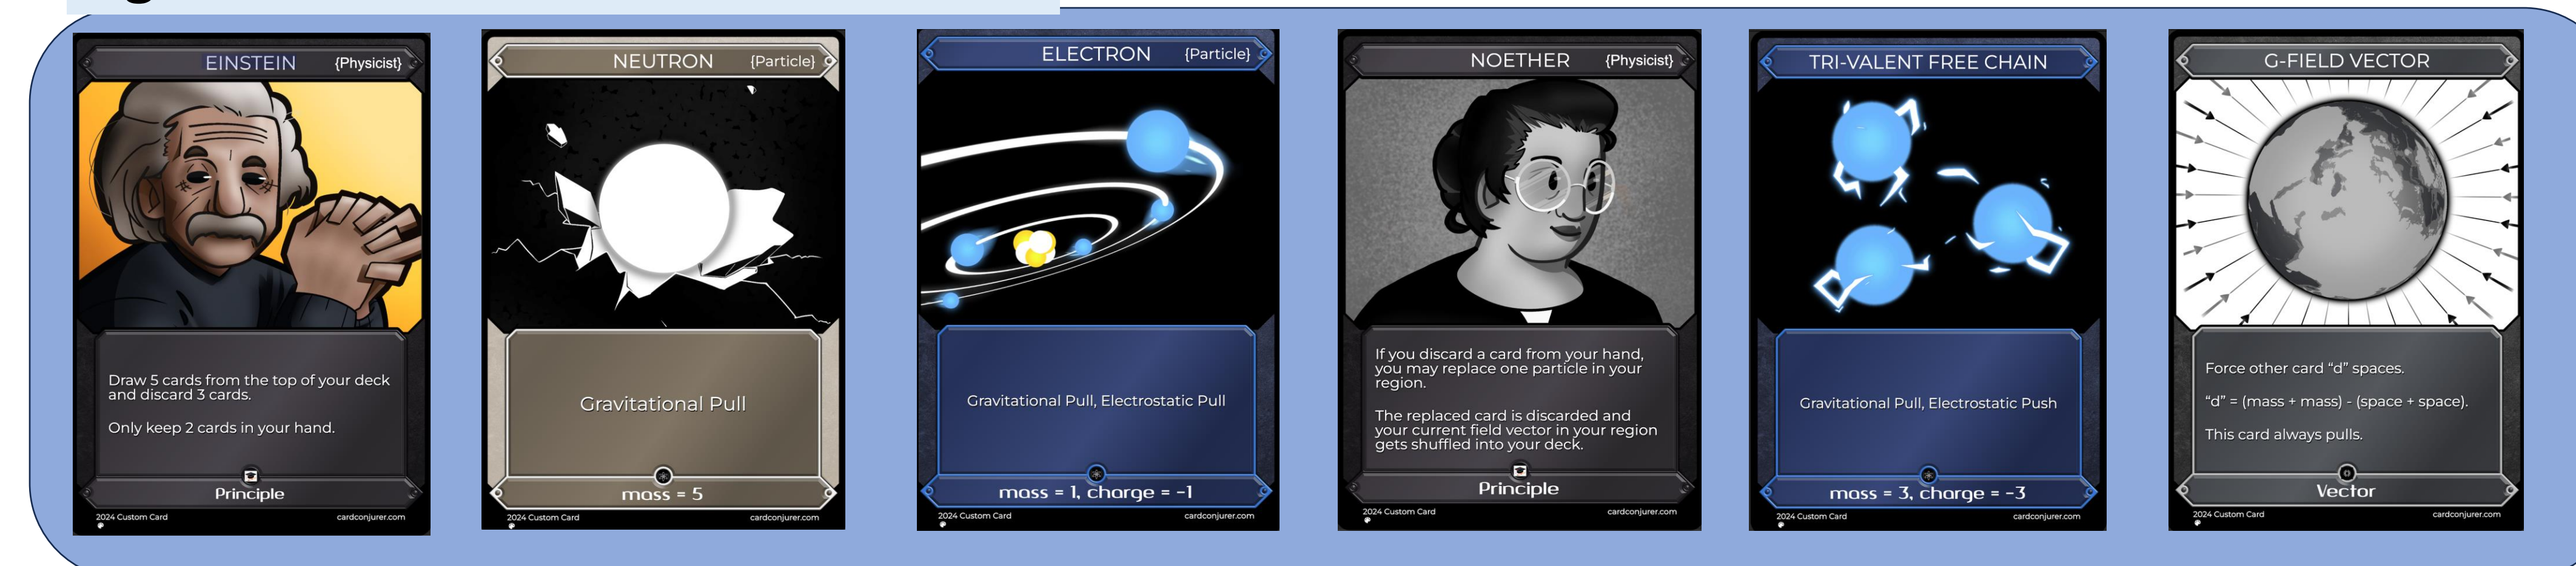 EINSTEIN {Physicist}
Draw 5 cards from the top of your deck
and discard 3 cards.
Only keep 2 cards in your hand.
Principle
2024 Custom Card cardconjurer.com
NEUTRON {Particle}
Gravitational Pull
mass = 5
2024 Custom Card cardconjurer.com
ELECTRON {Particle}
Gravitational Pull, Electrostatic Pull
mass = 1, charge = -1
2024 Custom Card cardconjurer.com
NOETHER {Physicist}
If you discard a card from your hand,
you may replace one particle in your
region.
The replaced card is discarded and
your current field vector in your region
gets shuffled into your deck.
Principle
2024 Custom Card cardconjurer.com
TRI-VALENT FREE CHAIN
Gravitational Pull, Electrostatic Push
mass = 3, charge = -3
2024 Custom Card cardconjurer.com
G-FIELD VECTOR
Force other card “d” spaces.
“d” = (mass + mass) - (space + space).
This card always pulls.
Vector
2024 Custom Card cardconjurer.com